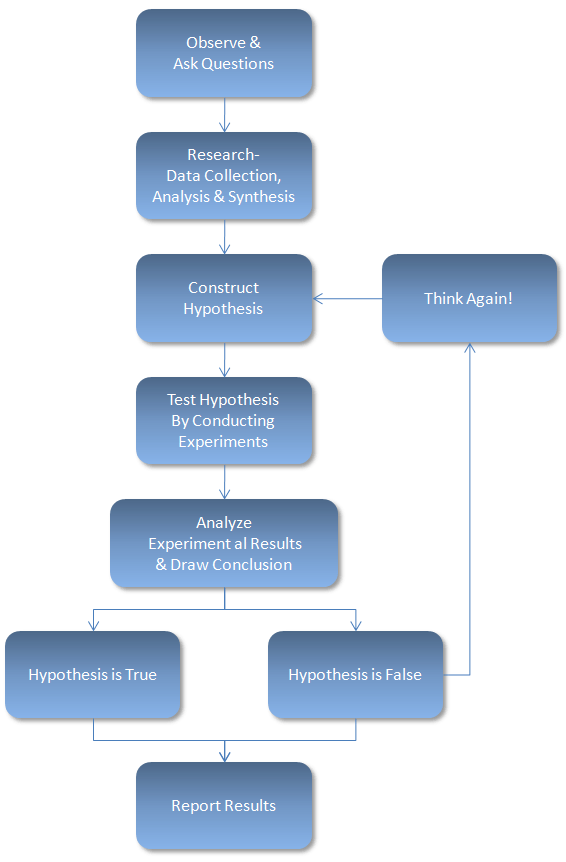 Observe &
Ask Questions
Research-
Data Collection,
Analysis & Synthesis
Construct
Hypothesis
Think Again!
Test Hypothesis
By Conducting
Experiments
Analyze
Experiment al Results
& Draw Conclusion
Hypothesis is True
Hypothesis is False
Report Results